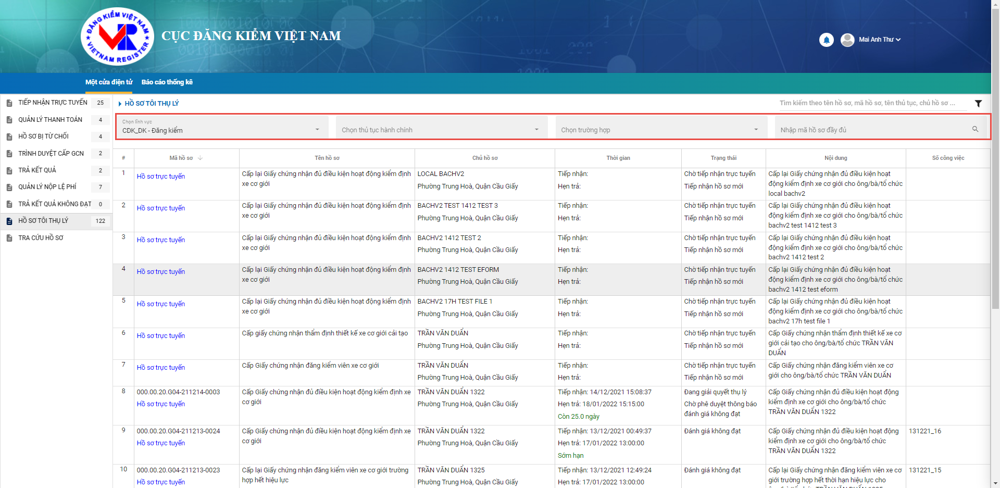 ĐĂNG KIỂM VIỆT NAM
VR
VIETNAM REGISTER
CỤC ĐĂNG KIỂM VIỆT NAM
Mai Anh Thư
Một cửa điện tử
Báo cáo thống kê
TIẾP NHẬN TRỰC TUYẾN 25
QUẢN LÝ THANH TOÁN 4
HỒ SƠ BỊ TỪ CHỐI 4
TRÌNH DUYỆT CẤP GCN 2
TRẢ KẾT QUẢ 2
QUẢN LÝ NỘP LỆ PHÍ 7
TRẢ KẾT QUẢ KHÔNG ĐẠT 0
HỒ SƠ TÔI THỤ LÝ 122
TRA CỨU HỒ SƠ
HỒ SƠ TÔI THỤ LÝ
Tìm kiếm theo tên hồ sơ, mã hồ sơ, tên thủ tục, chủ hồ sơ ...
Chọn lĩnh vực
CDK_DK - Đăng kiểm
Chọn thủ tục hành chính
Chọn trường hợp
Nhập mã hồ sơ đầy đủ
# Mã hồ sơ Tên hồ sơ Chủ hồ sơ Thời gian Trạng thái Nội dung Số công việc
1
Hồ sơ trực tuyến
Cấp lại Giấy chứng nhận đủ điều kiện hoạt động kiểm định
xe cơ giới
LOCAL BACHV2
Phường Trung Hoà, Quận Cầu Giấy
Tiếp nhận:
Hẹn trả:
Chờ tiếp nhận trực tuyến
Tiếp nhận hồ sơ mới
Cấp lại Giấy chứng nhận đủ điều kiện hoạt
động kiểm định xe cơ giới cho ông/bà/tổ chức
local bachv2
2
Hồ sơ trực tuyến
Cấp lại Giấy chứng nhận đủ điều kiện hoạt động kiểm định
xe cơ giới
BACHV2 TEST 1412 TEST 3
Phường Trung Hoà, Quận Cầu Giấy
Tiếp nhận:
Hẹn trả:
Chờ tiếp nhận trực tuyến
Tiếp nhận hồ sơ mới
Cấp lại Giấy chứng nhận đủ điều kiện hoạt
động kiểm định xe cơ giới cho ông/bà/tổ chức
bachv2 test 1412 test 3
3
Hồ sơ trực tuyến
Cấp lại Giấy chứng nhận đủ điều kiện hoạt động kiểm định
xe cơ giới
BACHV2 1412 TEST 2
Phường Trung Hoà, Quận Cầu Giấy
Tiếp nhận:
Hẹn trả:
Chờ tiếp nhận trực tuyến
Tiếp nhận hồ sơ mới
Cấp lại Giấy chứng nhận đủ điều kiện hoạt
động kiểm định xe cơ giới cho ông/bà/tổ chức
bachv2 1412 test 2
4
Hồ sơ trực tuyến
Cấp lại Giấy chứng nhận đủ điều kiện hoạt động kiểm định
xe cơ giới
BACHV2 1412 TEST EFORM
Phường Trung Hoà, Quận Cầu Giấy
Tiếp nhận:
Hẹn trả:
Chờ tiếp nhận trực tuyến
Tiếp nhận hồ sơ mới
Cấp lại Giấy chứng nhận đủ điều kiện hoạt
động kiểm định xe cơ giới cho ông/bà/tổ chức
bachv2 1412 test eform
5
Hồ sơ trực tuyến
Cấp lại Giấy chứng nhận đủ điều kiện hoạt động kiểm định
xe cơ giới
BACHV2 17H TEST FILE 1
Phường Trung Hoà, Quận Cầu Giấy
Tiếp nhận:
Hẹn trả:
Chờ tiếp nhận trực tuyến
Tiếp nhận hồ sơ mới
Cấp lại Giấy chứng nhận đủ điều kiện hoạt
động kiểm định xe cơ giới cho ông/bà/tổ chức
bachv2 17h test file 1
6
Hồ sơ trực tuyến
Cấp giấy chứng nhận thẩm định thiết kế xe cơ giới cải tạo
TRẦN VĂN DUẨN
Phường Trung Hoà, Quận Cầu Giấy
Tiếp nhận:
Hẹn trả:
Chờ tiếp nhận trực tuyến
Tiếp nhận hồ sơ mới
Cấp Giấy chứng nhận thẩm định thiết kế xe cơ
giới cải tạo cho ông/bà/tổ chức TRẦN VĂN
DUẨN
7
Hồ sơ trực tuyến
Cấp Giấy chứng nhận đăng kiểm viên xe cơ giới
TRẦN VĂN DUẨN
Phường Trung Hoà, Quận Cầu Giấy
Tiếp nhận:
Hẹn trả:
Chờ tiếp nhận trực tuyến
Tiếp nhận hồ sơ mới
Cấp Giấy chứng nhận đăng kiểm viên xe cơ
giới cho ông/bà/tổ chức TRẦN VĂN DUẨN
8
000.00.20.G04-211214-0003
Hồ sơ trực tuyến
Cấp Giấy chứng nhận đủ điều kiện hoạt động kiểm định xe
cơ giới
TRẦN VĂN DUẨN 1322
Phường Trung Hoà, Quận Cầu Giấy
Tiếp nhận: 14/12/2021 15:08:37
Hẹn trả: 18/01/2022 15:15:00
Còn 25.0 ngày
Đang giải quyết thụ lý
Chờ phê duyệt thông báo
đánh giá không đạt
Cấp Giấy chứng nhận đủ điều kiện hoạt động
kiểm định xe cơ giới cho ông/bà/tổ chức
TRẦN VĂN DUẨN 1322
9
000.00.20.G04-211213-0024
Hồ sơ trực tuyến
Cấp Giấy chứng nhận đủ điều kiện hoạt động kiểm định xe
cơ giới
TRẦN VĂN DUẨN 1322
Phường Trung Hoà, Quận Cầu Giấy
Tiếp nhận: 13/12/2021 00:49:37
Hẹn trả: 17/01/2022 13:00:00
Sớm hạn
Đánh giá không đạt
Cấp Giấy chứng nhận đủ điều kiện hoạt động
kiểm định xe cơ giới cho ông/bà/tổ chức
TRẦN VĂN DUẨN 1322
131221_16
10
000.00.20.G04-211213-0023
Hồ sơ trực tuyến
Cấp lại Giấy chứng nhận đăng kiểm viên xe cơ giới trường
hợp hết hiệu lực
TRẦN VĂN DUẨN 1325
Phường Trung Hoà, Quận Cầu Giấy
Tiếp nhận: 13/12/2021 12:49:24
Hẹn trả: 17/01/2022 13:00:00
Đánh giá không đạt
Cấp lại Giấy chứng nhận đăng kiểm viên xe cơ
giới trường hợp hết thời hạn hiệu lực cho
131221_15